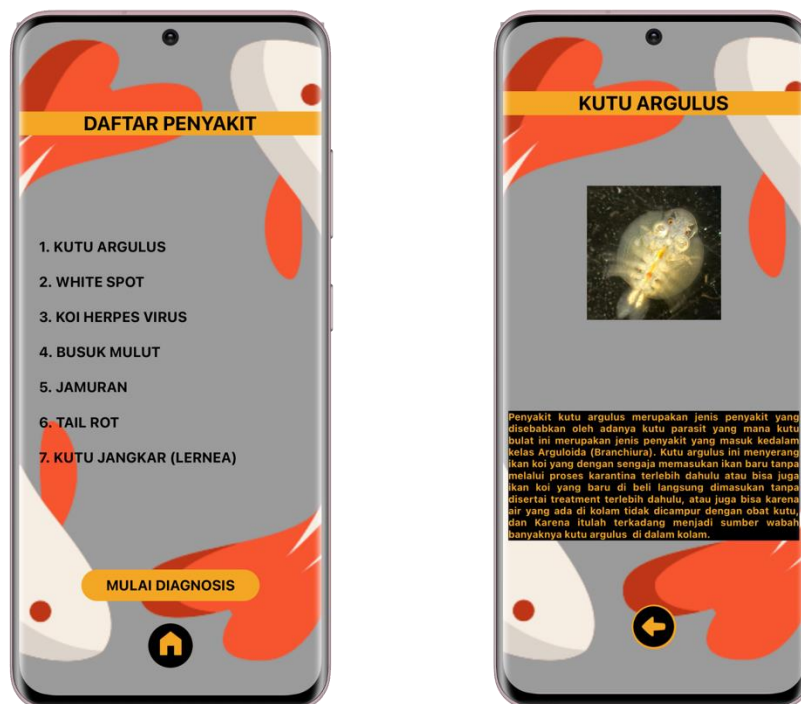 DAFTAR PENYAKIT
1. KUTU ARGULUS
2. WHITE SPOT
3. KOI HERPES VIRUS
4. BUSUK MULUT
5. JAMURAN
6. TAIL ROT
7. KUTU JANGKAR (LERNEA)
MULAI DIAGNOSIS
KUTU ARGULUS
Penyakit kutu argulus merupakan jenis penyakit yang
disebabkan oleh adanya kutu parasit yang mana kutu
bulat ini merupakan jenis penyakit yang masuk kedalam
kelas Arguloida (Branchiura). Kutu argulus ini menyerang
ikan koi yang dengan sengaja memasukan ikan baru tanpa
melalui proses karantina terlebih dahulu atau bisa juga
ikan koi yang baru di beli langsung dimasukan tanpa
disertai treatment terlebih dahulu, atau juga bisa karena
air yang ada di kolam tidak dicampur dengan obat kutu,
dan Karena itulah terkadang menjadi sumber wabah
banyaknya kutu argulus di dalam kolam.